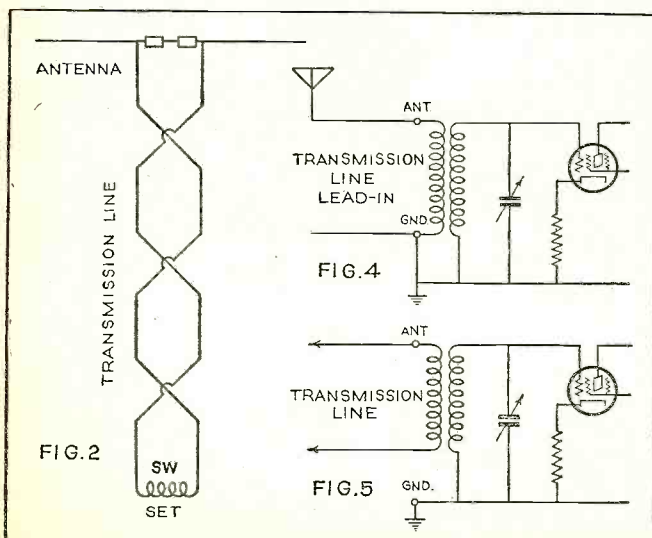 ANTENNA
TRANSMISSION LINE
FIG.2
SW
SET
ANT.
TRANSMISSION
LINE
LEAD-IN
GND.
FIG.4
ANT
TRANSMISSION
LINE
FIG.5
GND.